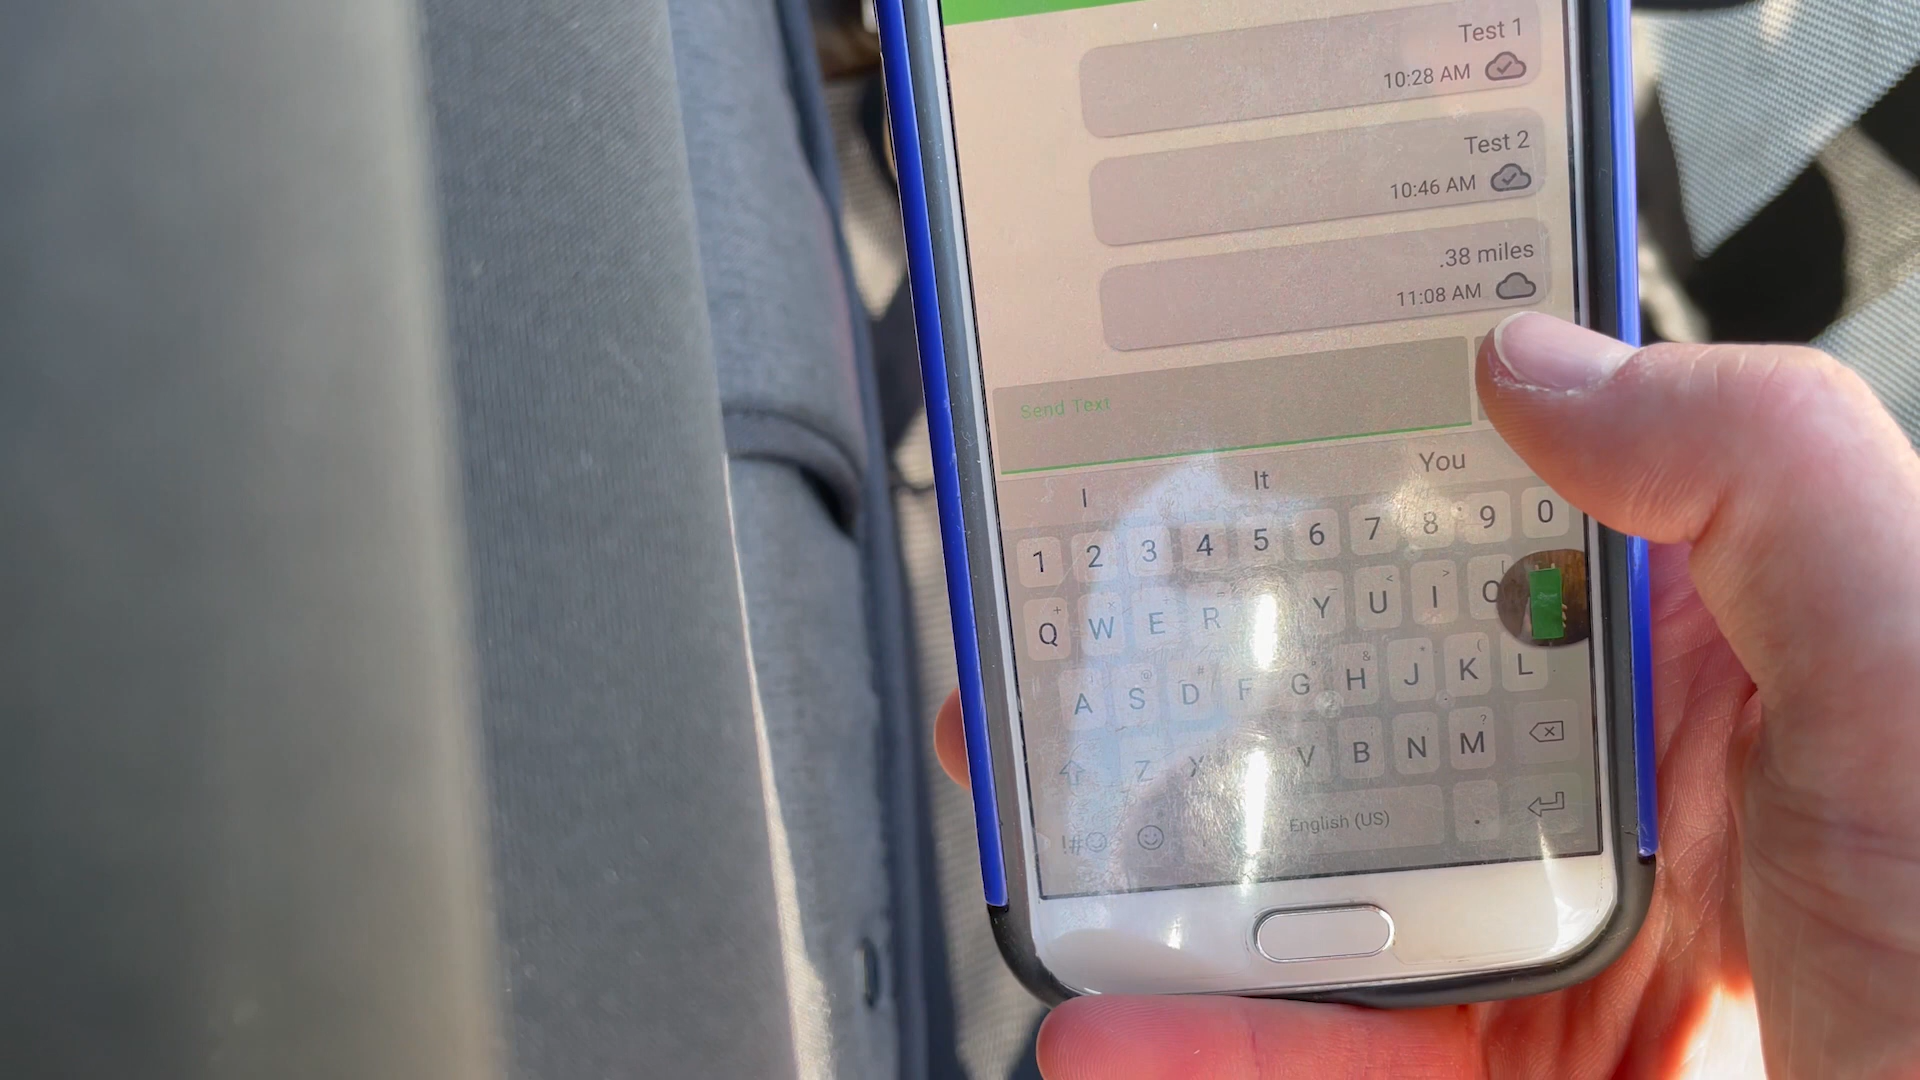 Test 1
10:28 AM
Test 2
10:46 AM
.38 miles
11:08 AM
Send Text
I It You
1 2 3 4 5 6 7 8 9 0
Q W E R Y U I O
A S D F G H J K L
Z X V B N M
!# English (US) .